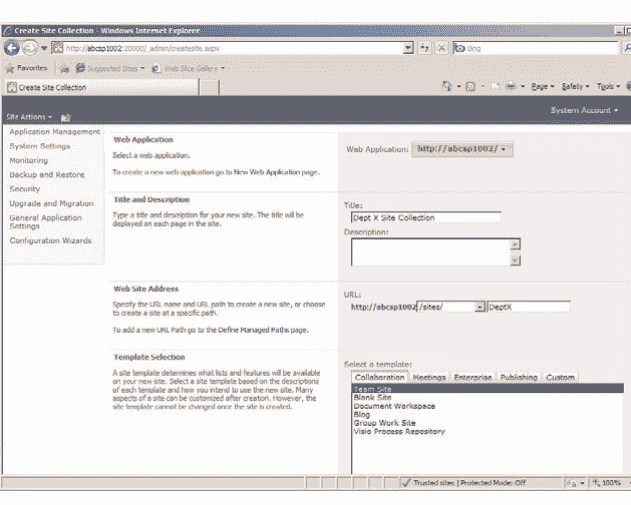 Create Site Collection - Windows Internet Explorer
http://abcsp1002:20000/_admin/createsite.aspx
Bing
Favorites Suggested Sites Web Slice Gallery
Create Site Collection
Page Safety Tools
System Account
Site Actions
Application Management
System Settings
Monitoring
Backup and Restore
Security
Upgrade and Migration
General Application
Settings
Configuration Wizards
Web Application
Select a web application.
To create a new web application go to New Web Application page.
Web Application: http://abcsp1002/
Title and Description
Type a title and description for your new site. The title will be
displayed on each page in the site.
Title:
Dept X Site Collection
Description:
Web Site Address
Specify the URL name and URL path to create a new site, or choose
to create a site at a specific path.
To add a new URL Path go to the Define Managed Paths page.
URL:
http://abcsp1002 /sites/ DeptX
Template Selection
A site template determines what lists and features will be available
on your new site. Select a site template based on the descriptions
of each template and how you intend to use the new site. Many
aspects of a site can be customized after creation. However, the
site template cannot be changed once the site is created.
Select a template:
Collaboration Meetings Enterprise Publishing Custom
Team Site
Blank Site
Document Workspace
Blog
Group Work Site
Visio Process Repository
Trusted sites | Protected Mode: Off 100%